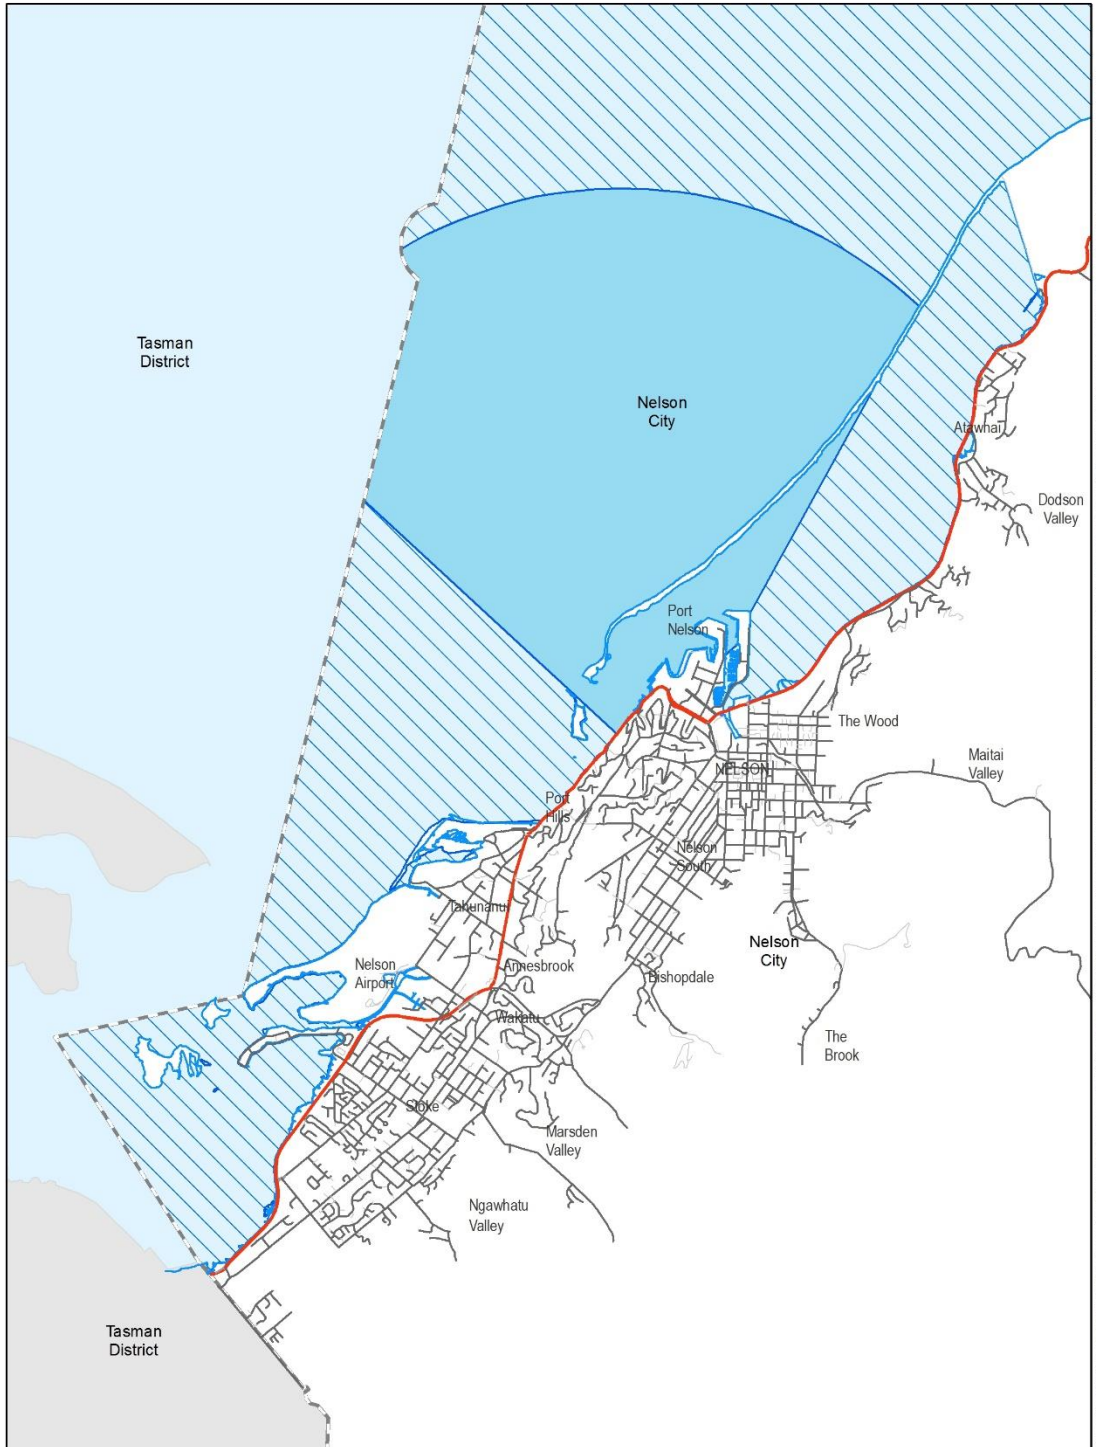 Tasman
District
Nelson
City
Atawhai
Dodson
Valley
Port
Nelson
The Wood
Maitai
Valley
NELSON
Port
Hills
Nelson
South
Tahunanui
Nelson
City
Nelson
Airport
Annesbrook
Bishopdale
Wakatu
The
Brook
Stoke
Marsden
Valley
Ngawhatu
Valley
Tasman
District